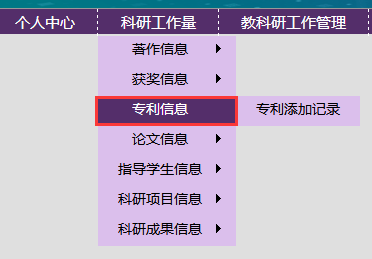 个人中心 科研工作量 教科研工作管理
著作信息
获奖信息
专利信息 专利添加记录
论文信息
指导学生信息
科研项目信息
科研成果信息